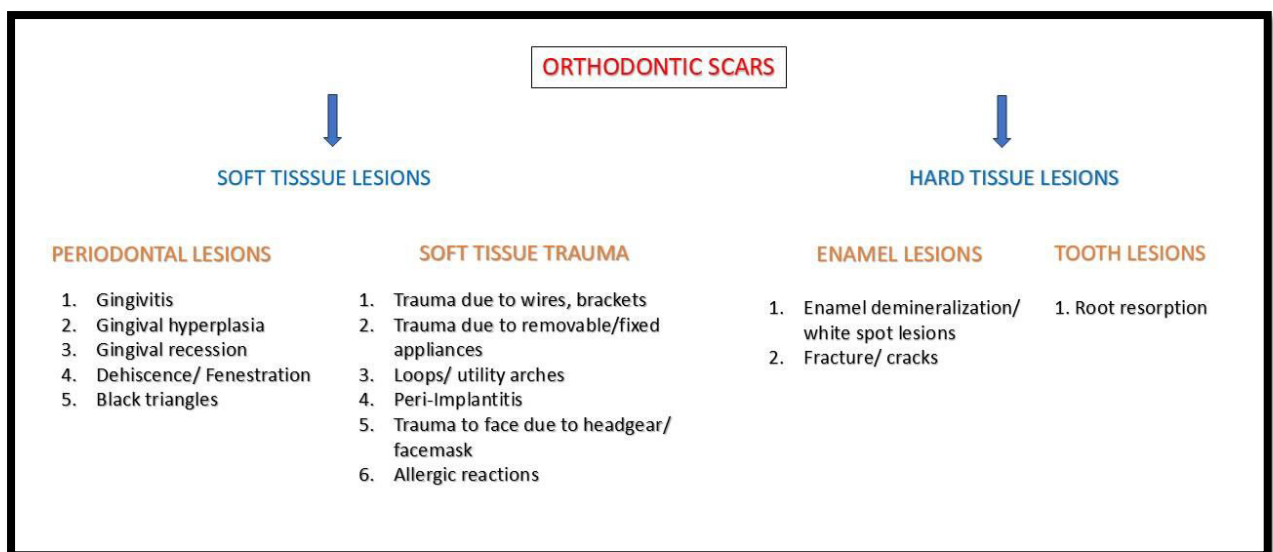 ORTHODONTIC SCARS
SOFT TISSSUE LESIONS
PERIODONTAL LESIONS
1. Gingivitis
2. Gingival hyperplasia
3. Gingival recession
4. Dehiscence/ Fenestration
5. Black triangles
SOFT TISSUE TRAUMA
1. Trauma due to wires, brackets
2. Trauma due to removable/fixed
appliances
3. Loops/ utility arches
4. Peri-Implantitis
5. Trauma to face due to headgear/
facemask
6. Allergic reactions
HARD TISSUE LESIONS
ENAMEL LESIONS
1. Enamel demineralization/
white spot lesions
2. Fracture/ cracks
TOOTH LESIONS
1. Root resorption